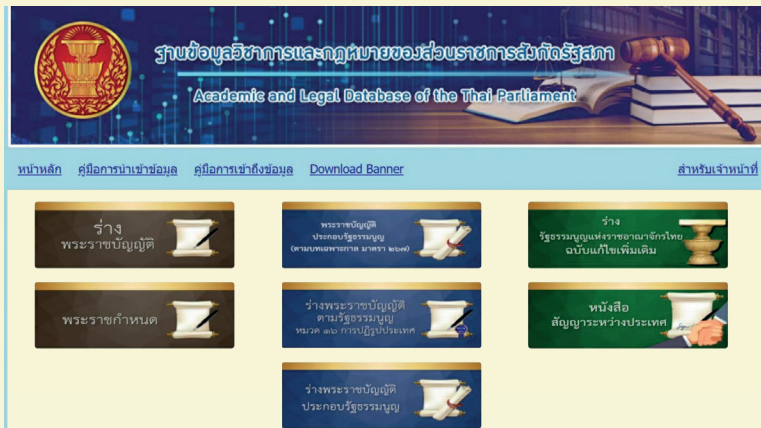 ฐานข้อมูลวิชาการและกฎหมายของส่วนราชการสังกัดรัฐสภา
Academic and Legal Database of the Thai Parliament
หน้าหลัก คู่มือการนำเข้าข้อมูล คู่มือการเข้าถึงข้อมูล Download Banner สำหรับเจ้าหน้าที่
ร่าง
พระราชบัญญัติ
พระราชบัญญัติ
ประกอบรัฐธรรมนูญ
(ตามบทเฉพาะกาล มาตรา ๒๖๗)
ร่าง
รัฐธรรมนูญแห่งราชอาณาจักรไทย
ฉบับแก้ไขเพิ่มเติม
พระราชกำหนด
ร่างพระราชบัญญัติ
ตามรัฐธรรมนูญ
หมวด ๑๖ การปฏิรูปประเทศ
หนังสือ
สัญญาระหว่างประเทศ
ร่างพระราชบัญญัติ
ประกอบรัฐธรรมนูญ